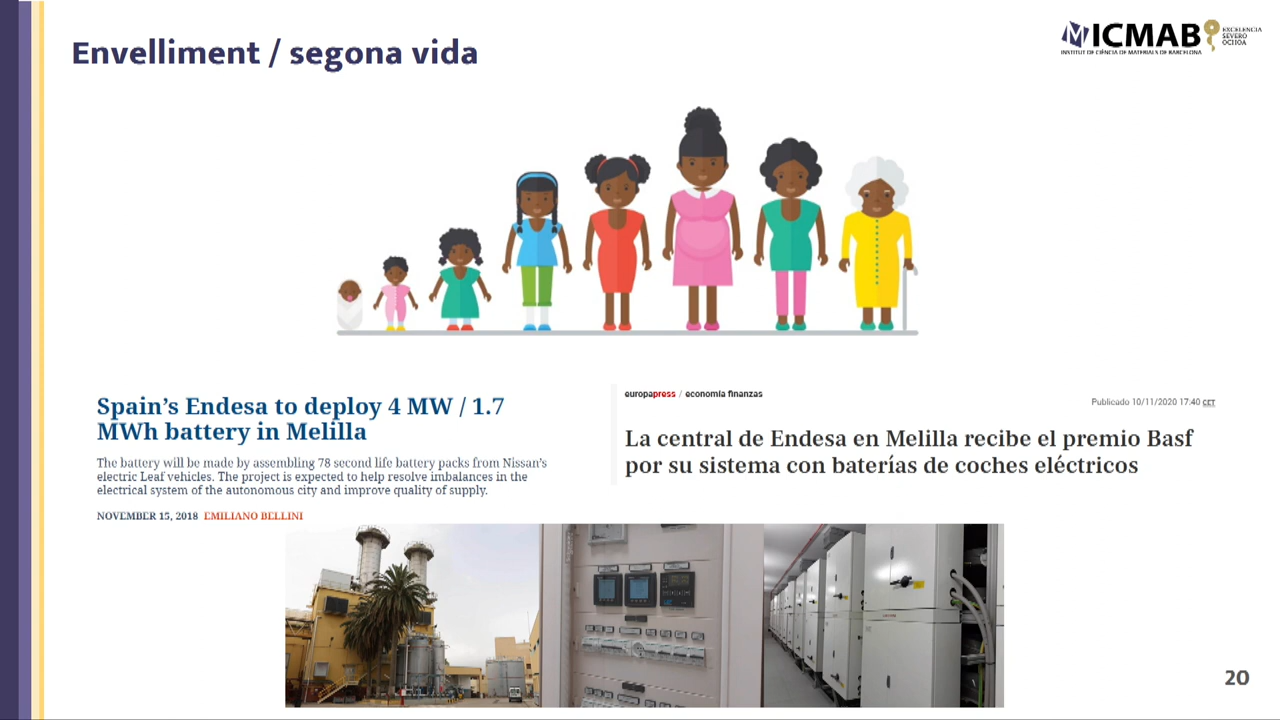 Envelliment / segona vida
ICMAB
INSTITUT DE CIÈNCIA DE MATERIALS DE BARCELONA
EXCELENCIA
SEVERO
OCHOA
Spain’s Endesa to deploy 4 MW / 1.7
MWh battery in Melilla
The battery will be made by assembling 78 second life battery packs from Nissan’s
electric Leaf vehicles. The project is expected to help resolve imbalances in the
electrical system of the autonomous city and improve quality of supply.
NOVEMBER 15, 2018 EMILIANO BELLINI
europapress / economía finanzas
Publicado 10/11/2020 17:40 CET
La central de Endesa en Melilla recibe el premio Basf
por su sistema con baterías de coches eléctricos
20